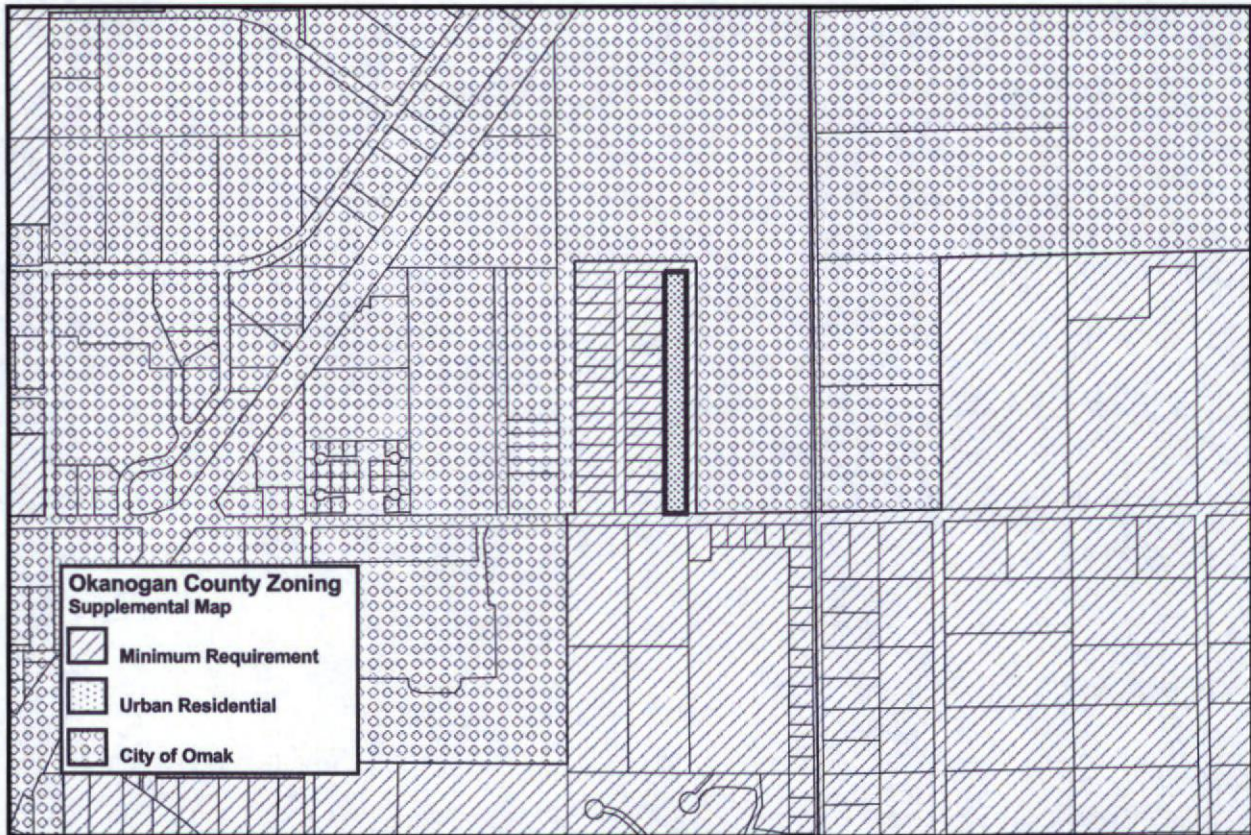 Okanogan County Zoning
Supplemental Map
Minimum Requirement
Urban Residential
City of Omak